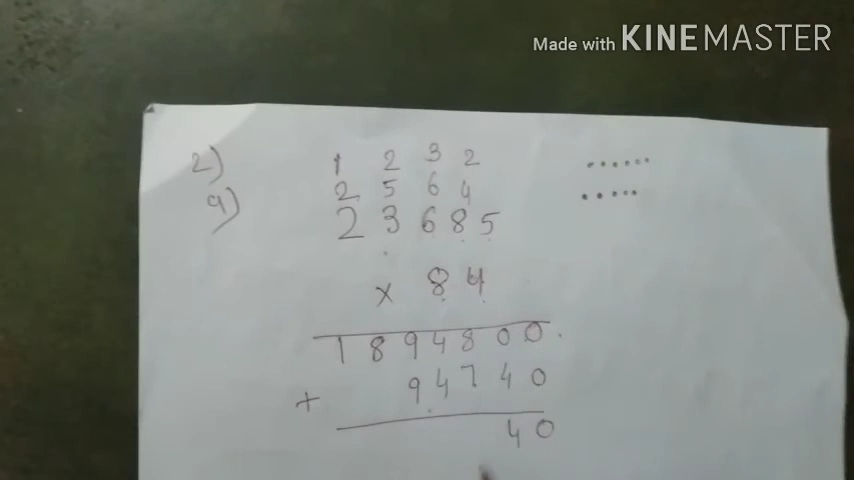 Made with KINEMASTER
2) 1 2 3 2
9) 2 5 6 4
2 3 6 8 5
x 8 4
1 8 9 4 8 0 0 .
+ 9 4 7 4 0
4 0